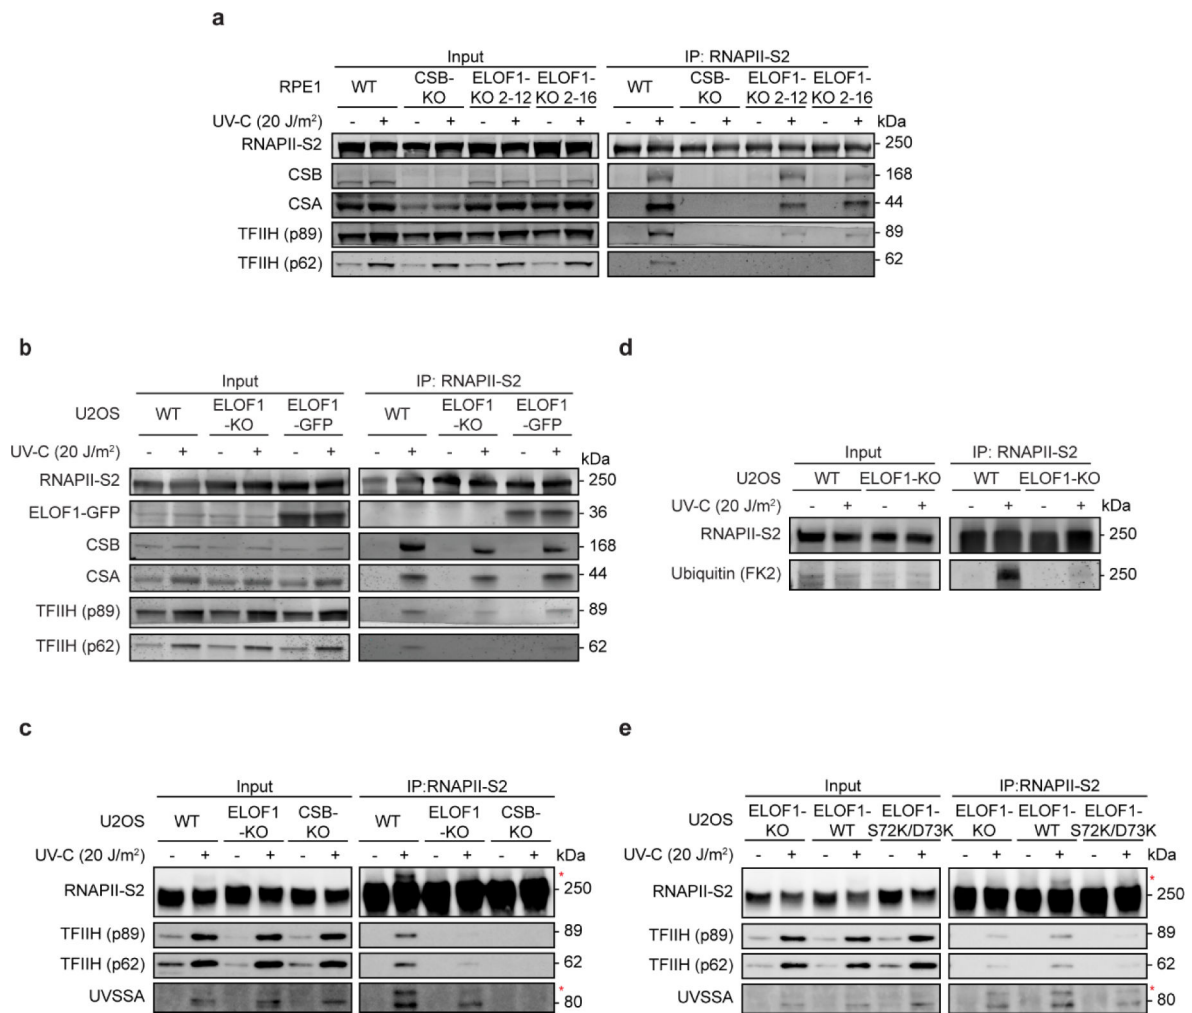 a
Input IP: RNAPII-S2
RPE1 WT CSB-KO ELOF1-KO 2-12 ELOF1-KO 2-16 WT CSB-KO ELOF1-KO 2-12 ELOF1-KO 2-16
UV-C (20 J/m²) - + - + - + - + - + - + - + - + kDa
RNAPII-S2 250
CSB 168
CSA 44
TFIIH (p89) 89
TFIIH (p62) 62
b
Input IP: RNAPII-S2
U2OS WT ELOF1-KO ELOF1-GFP WT ELOF1-KO ELOF1-GFP
UV-C (20 J/m²) - + - + - + - + - + - + kDa
RNAPII-S2 250
ELOF1-GFP 36
CSB 168
CSA 44
TFIIH (p89) 89
TFIIH (p62) 62
d
Input IP: RNAPII-S2
U2OS WT ELOF1-KO WT ELOF1-KO
UV-C (20 J/m²) - + - + - + - + kDa
RNAPII-S2 250
Ubiquitin (FK2) 250
c
Input IP:RNAPII-S2
U2OS WT ELOF1-KO CSB-KO WT ELOF1-KO CSB-KO
UV-C (20 J/m²) - + - + - + - + - + - + kDa
*
RNAPII-S2 250
TFIIH (p89) 89
TFIIH (p62) 62
*
UVSSA 80
e
Input IP:RNAPII-S2
U2OS ELOF1-KO ELOF1-WT ELOF1-S72K/D73K ELOF1-KO ELOF1-WT ELOF1-S72K/D73K
UV-C (20 J/m²) - + - + - + - + - + - + kDa
*
RNAPII-S2 250
TFIIH (p89) 89
TFIIH (p62) 62
*
UVSSA 80